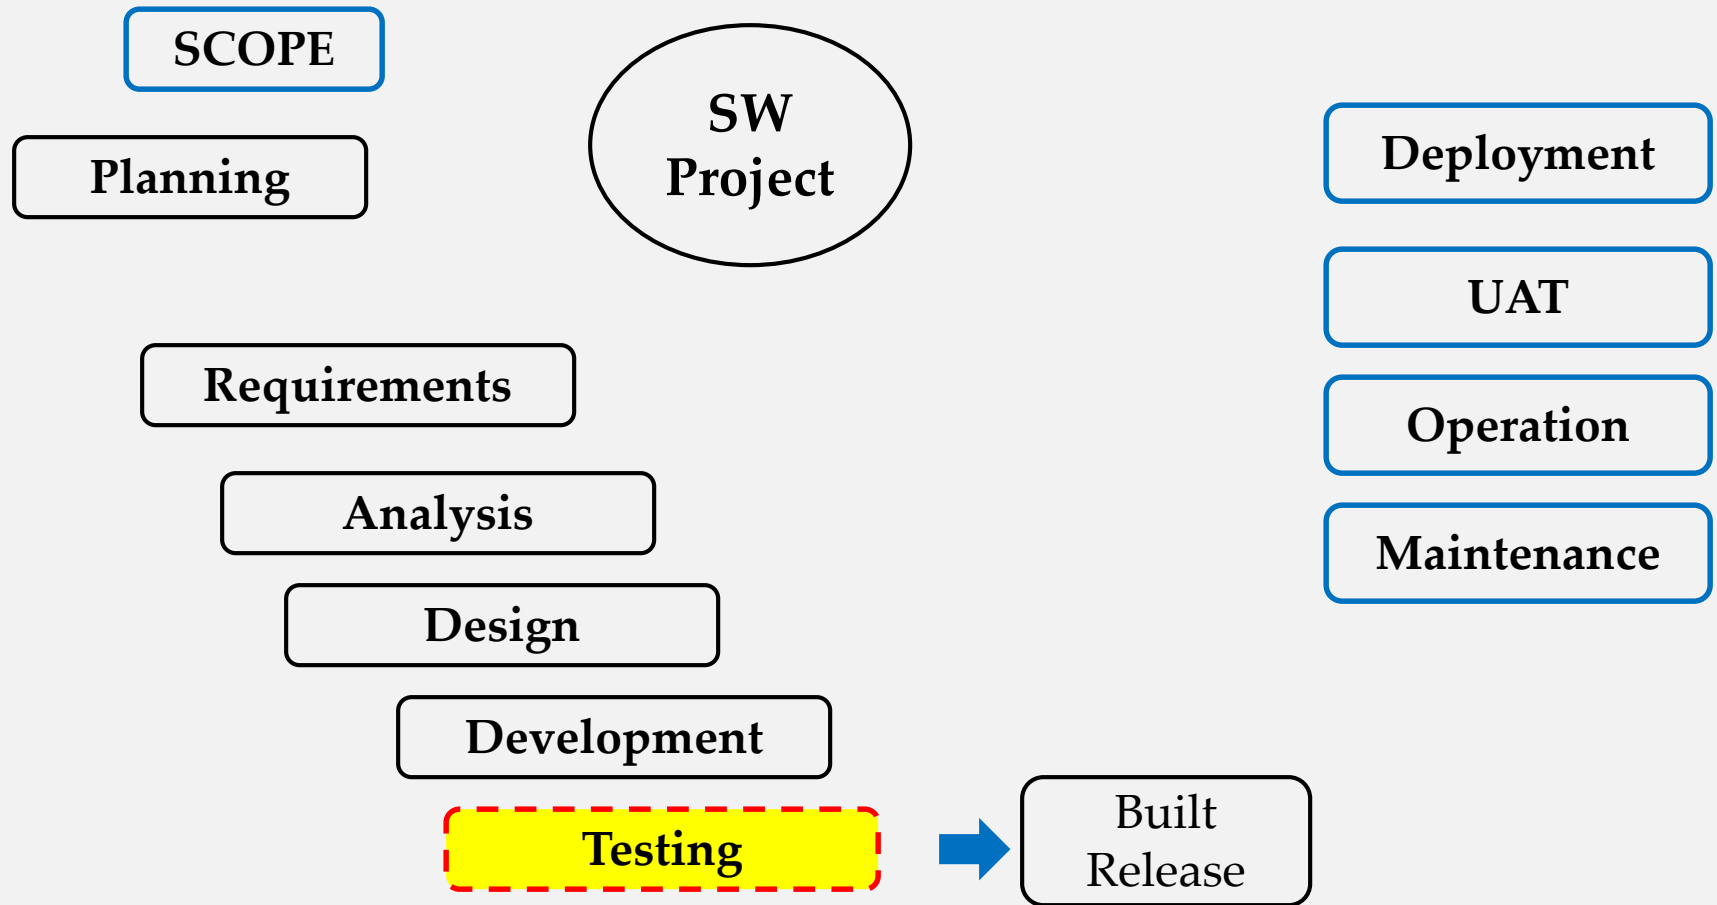 SCOPE
SW
Project
Planning
Requirements
Analysis
Design
Development
Testing
Built
Release
Deployment
UAT
Operation
Maintenance